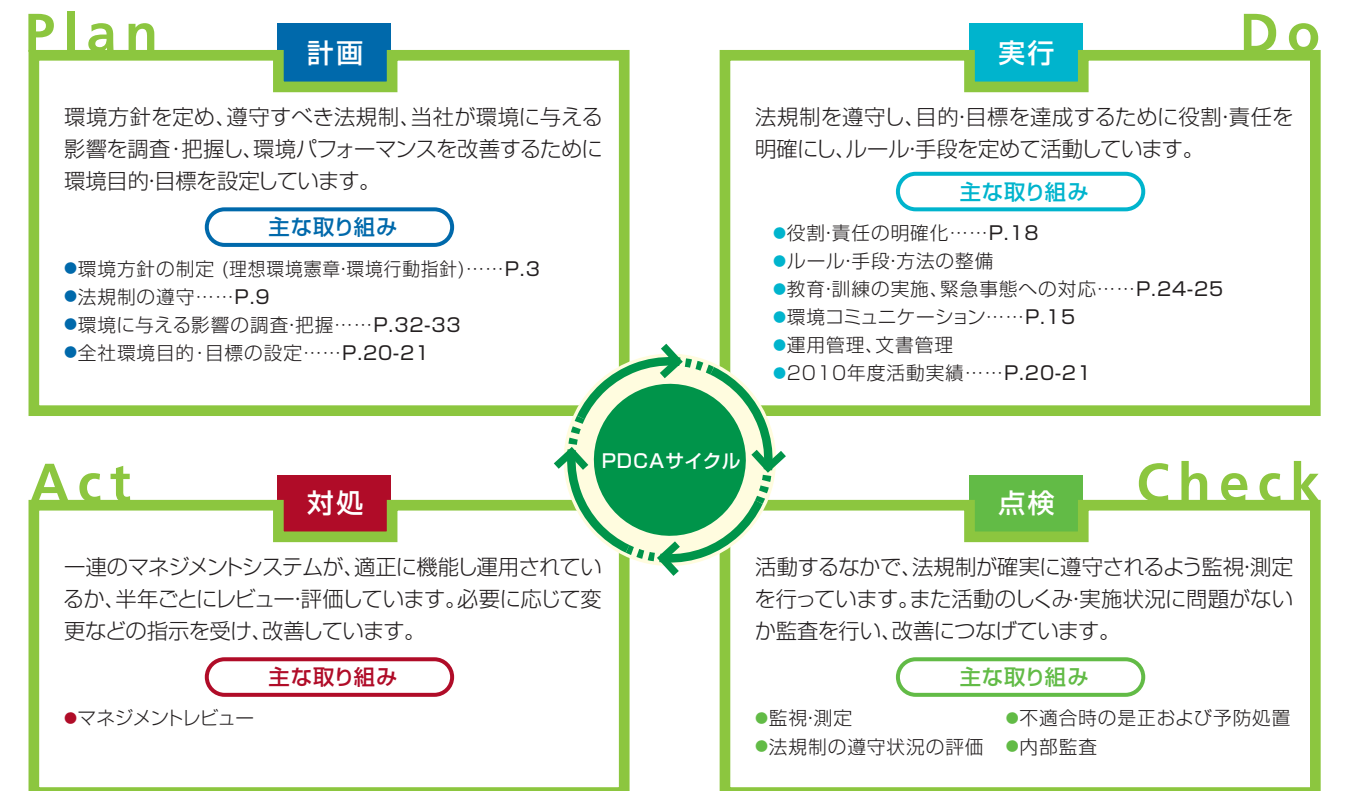 Plan
計画
環境方針を定め、遵守すべき法規制、当社が環境に与える
影響を調査・把握し、環境パフォーマンスを改善するために
環境目的・目標を設定しています。
主な取り組み
●環境方針の制定 (理想環境憲章・環境行動指針)……P.3
●法規制の遵守……P.9
●環境に与える影響の調査・把握……P.32-33
●全社環境目的・目標の設定……P.20-21
Do
実行
法規制を遵守し、目的・目標を達成するために役割・責任を
明確にし、ルール・手段を定めて活動しています。
主な取り組み
●役割・責任の明確化……P.18
●ルール・手段・方法の整備
●教育・訓練の実施、緊急事態への対応……P.24-25
●環境コミュニケーション……P.15
●運用管理、文書管理
●2010年度活動実績……P.20-21
PDCAサイクル
Act
対処
一連のマネジメントシステムが、適正に機能し運用されてい
るか、半年ごとにレビュー・評価しています。必要に応じて変
更などの指示を受け、改善しています。
主な取り組み
●マネジメントレビュー
Check
点検
活動するなかで、法規制が確実に遵守されるよう監視・測定
を行っています。また活動のしくみ・実施状況に問題がない
か監査を行い、改善につなげています。
主な取り組み
●監視・測定
●法規制の遵守状況の評価
●不適合時の是正および予防処置
●内部監査